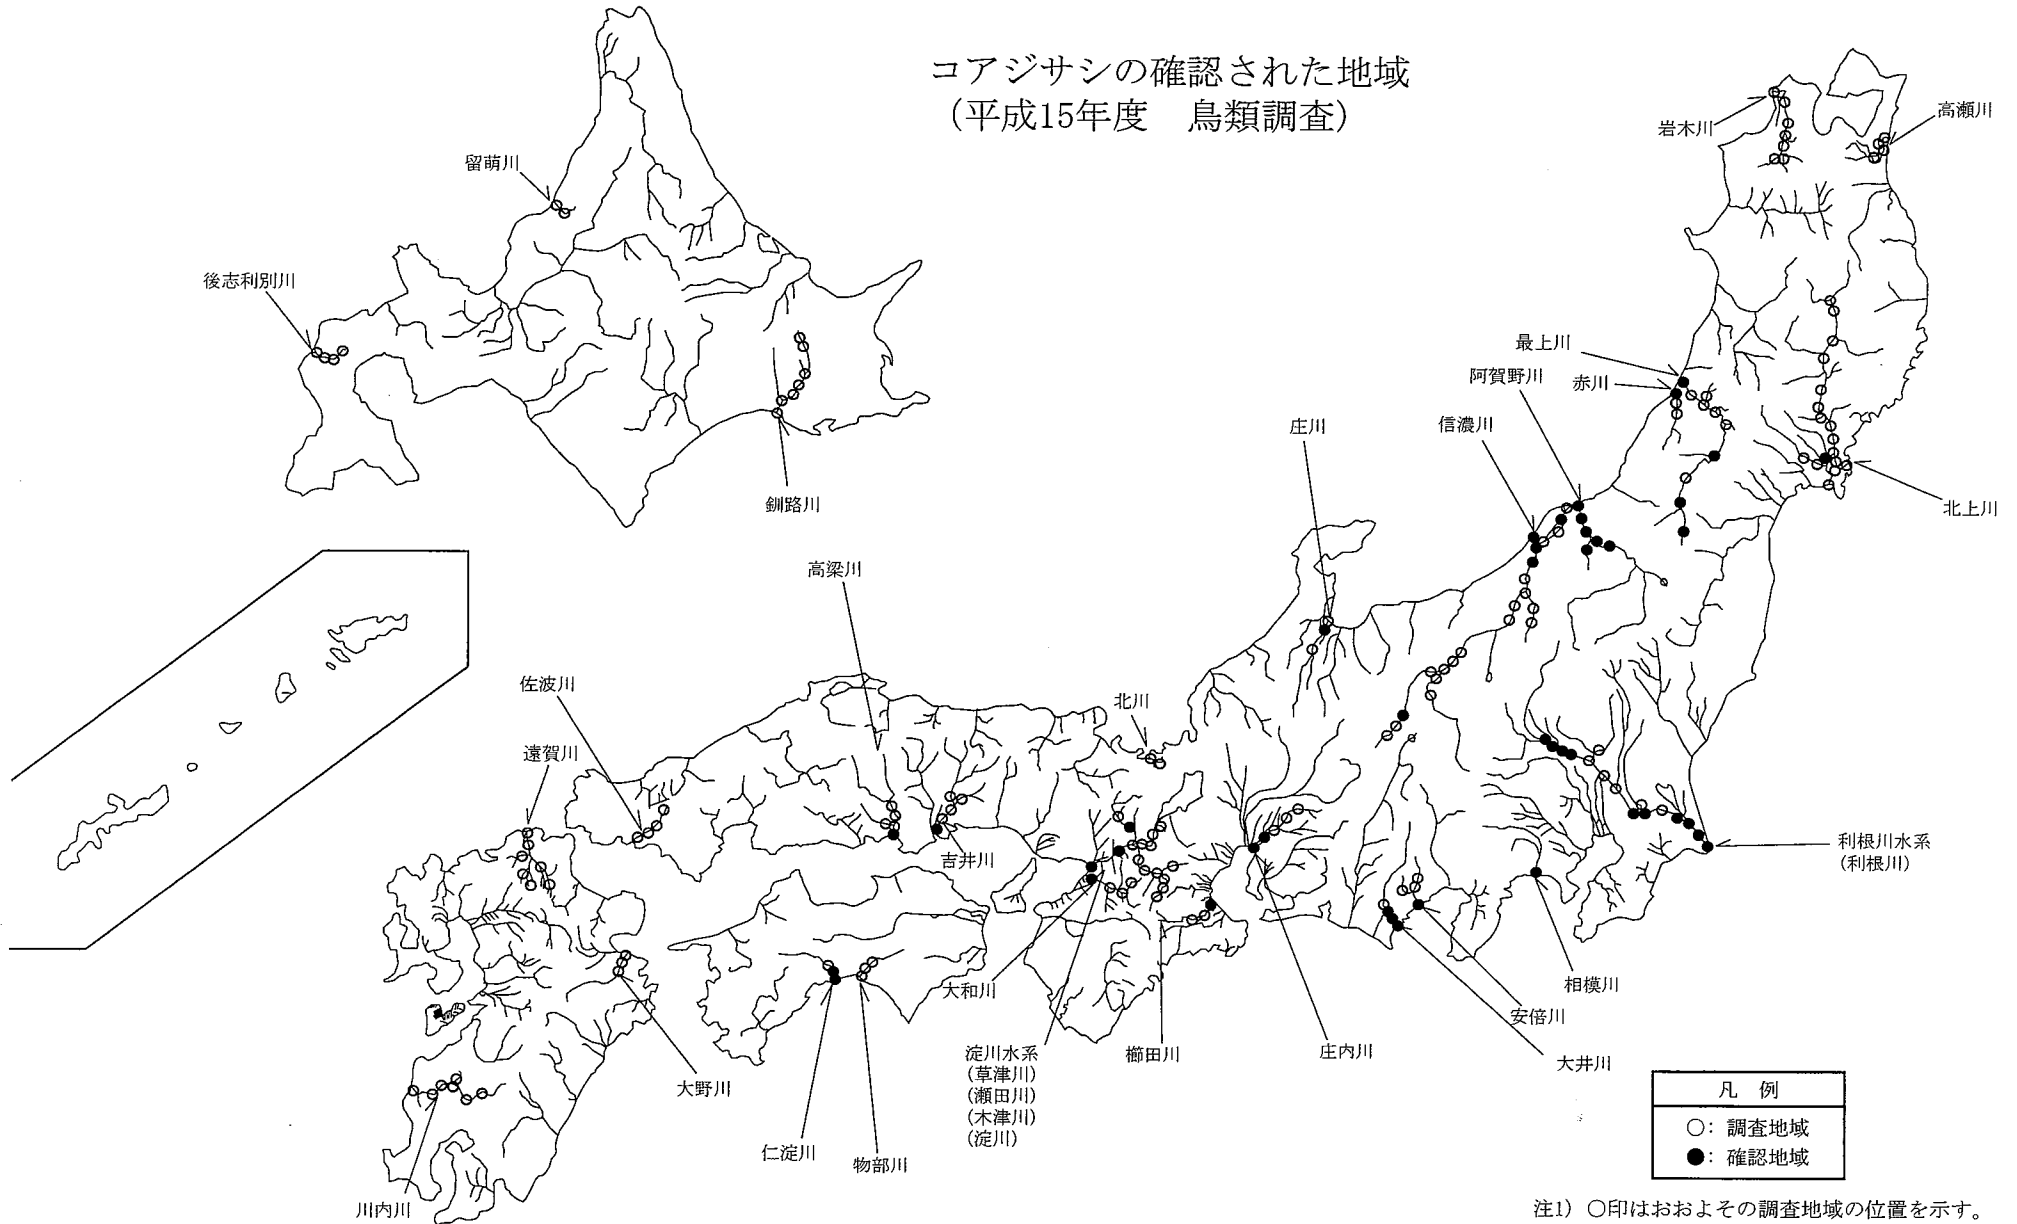 コアジサシの確認された地域
(平成15年度　鳥類調査)
岩木川
高瀬川
留萌川
後志利別川
最上川
阿賀野川
赤川
信濃川
庄川
釧路川
北上川
高梁川
佐波川
北川
遠賀川
吉井川
利根川水系
(利根川)
大和川
相模川
安倍川
淀川水系
(草津川)
(瀬田川)
(木津川)
(淀川)
櫛田川
庄内川
大井川
大野川
仁淀川
物部川
川内川
凡　例
○：調査地域
●：確認地域
注1) ○印はおおよその調査地域の位置を示す。